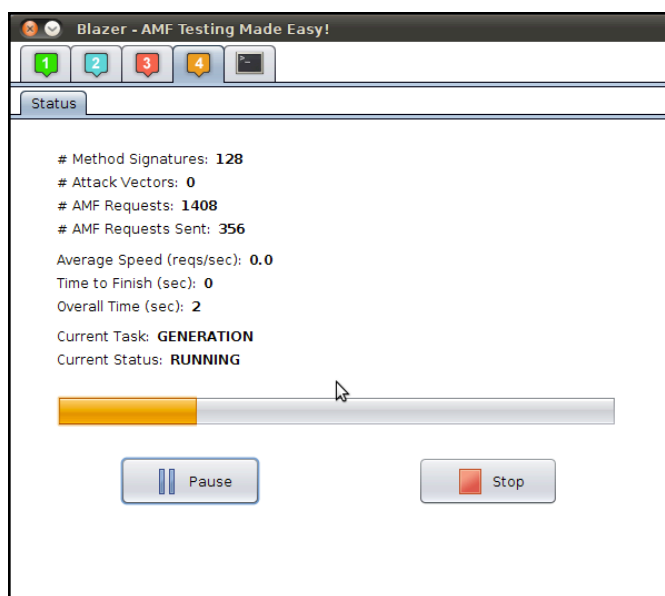 Blazer - AMF Testing Made Easy!
1 2 3 4 >_
Status
# Method Signatures: 128
# Attack Vectors: 0
# AMF Requests: 1408
# AMF Requests Sent: 356
Average Speed (reqs/sec): 0.0
Time to Finish (sec): 0
Overall Time (sec): 2
Current Task: GENERATION
Current Status: RUNNING
Pause Stop